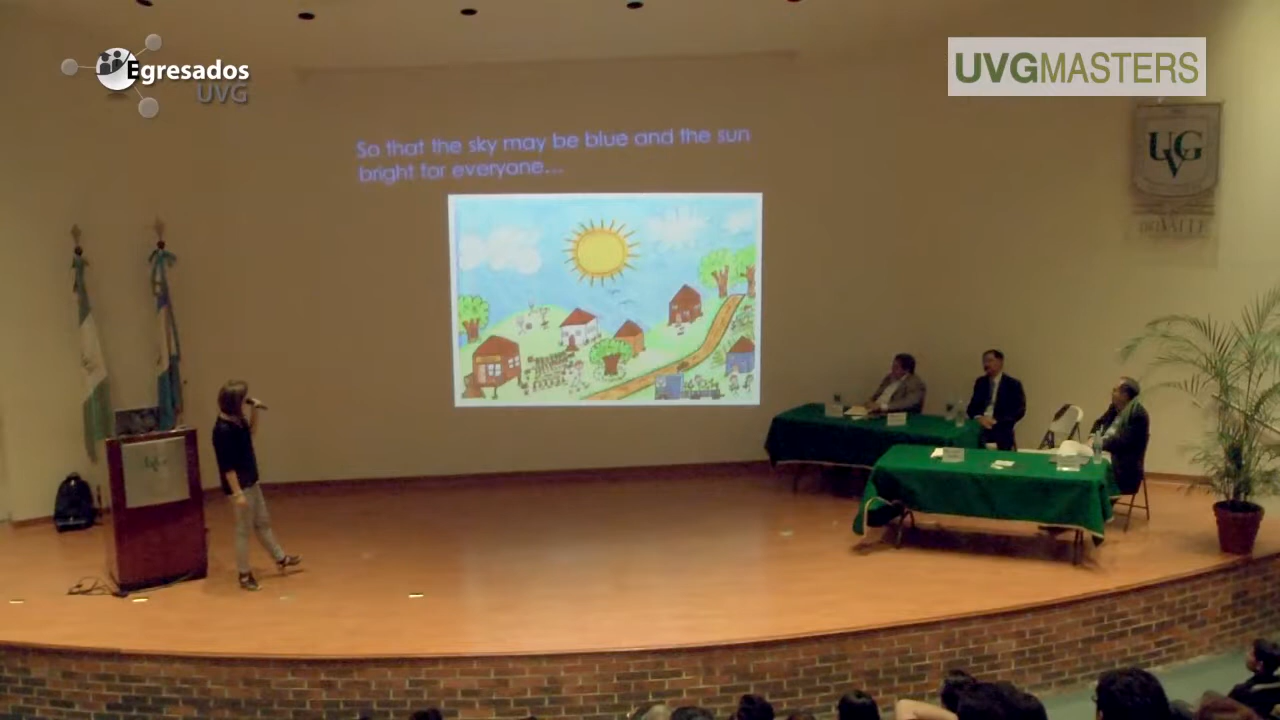 Egresados
UVG
UVGMASTERS
So that the sky may be blue and the sun
bright for everyone...
UVG